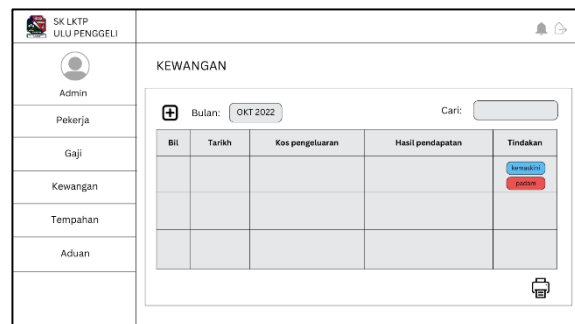 SK LKTP
ULU PENGGELI
Admin
Pekerja
Gaji
Kewangan
Tempahan
Aduan
KEWANGAN
Bulan: OKT 2022 Cari:
Bil Tarikh Kos pengeluaran Hasil pendapatan Tindakan
kemaskini
padam